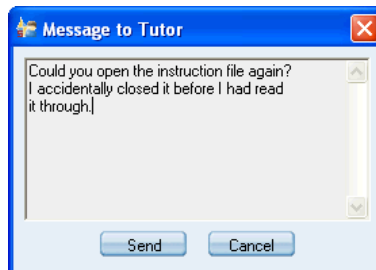 Message to Tutor
Could you open the instruction file again?
I accidentally closed it before I had read
it through.
Send
Cancel